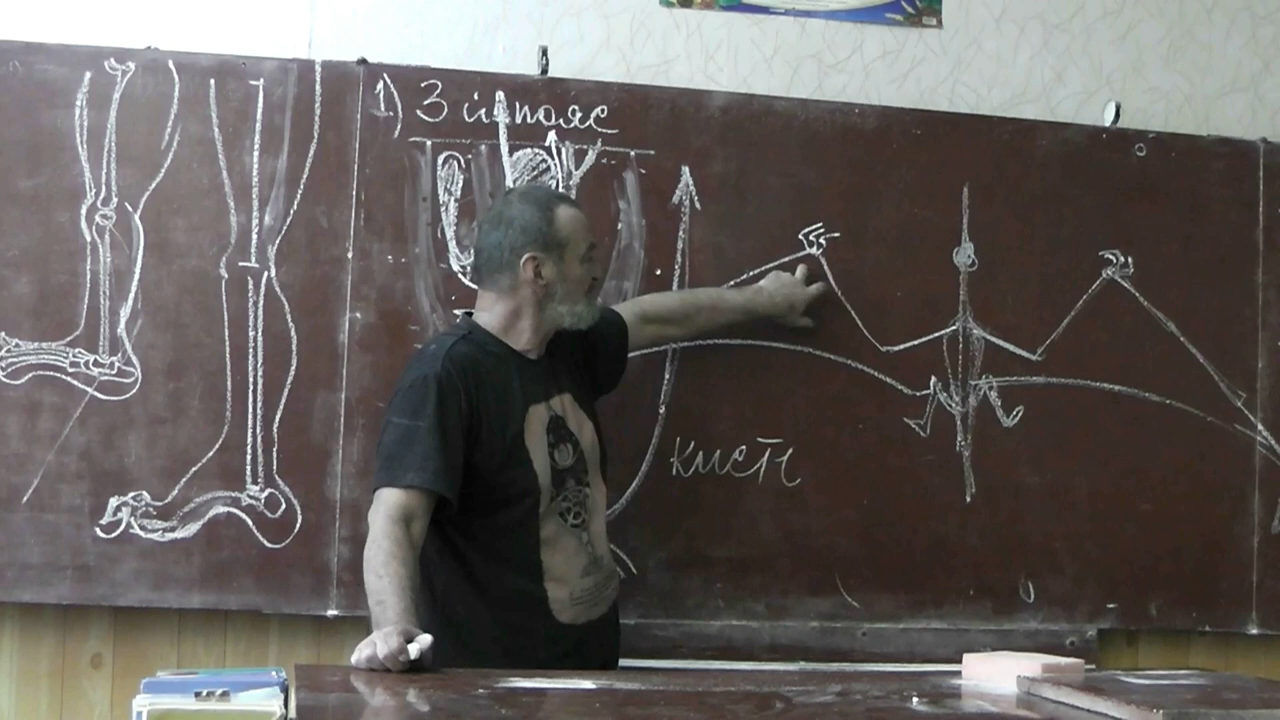 1) 3 й пояс
кисть